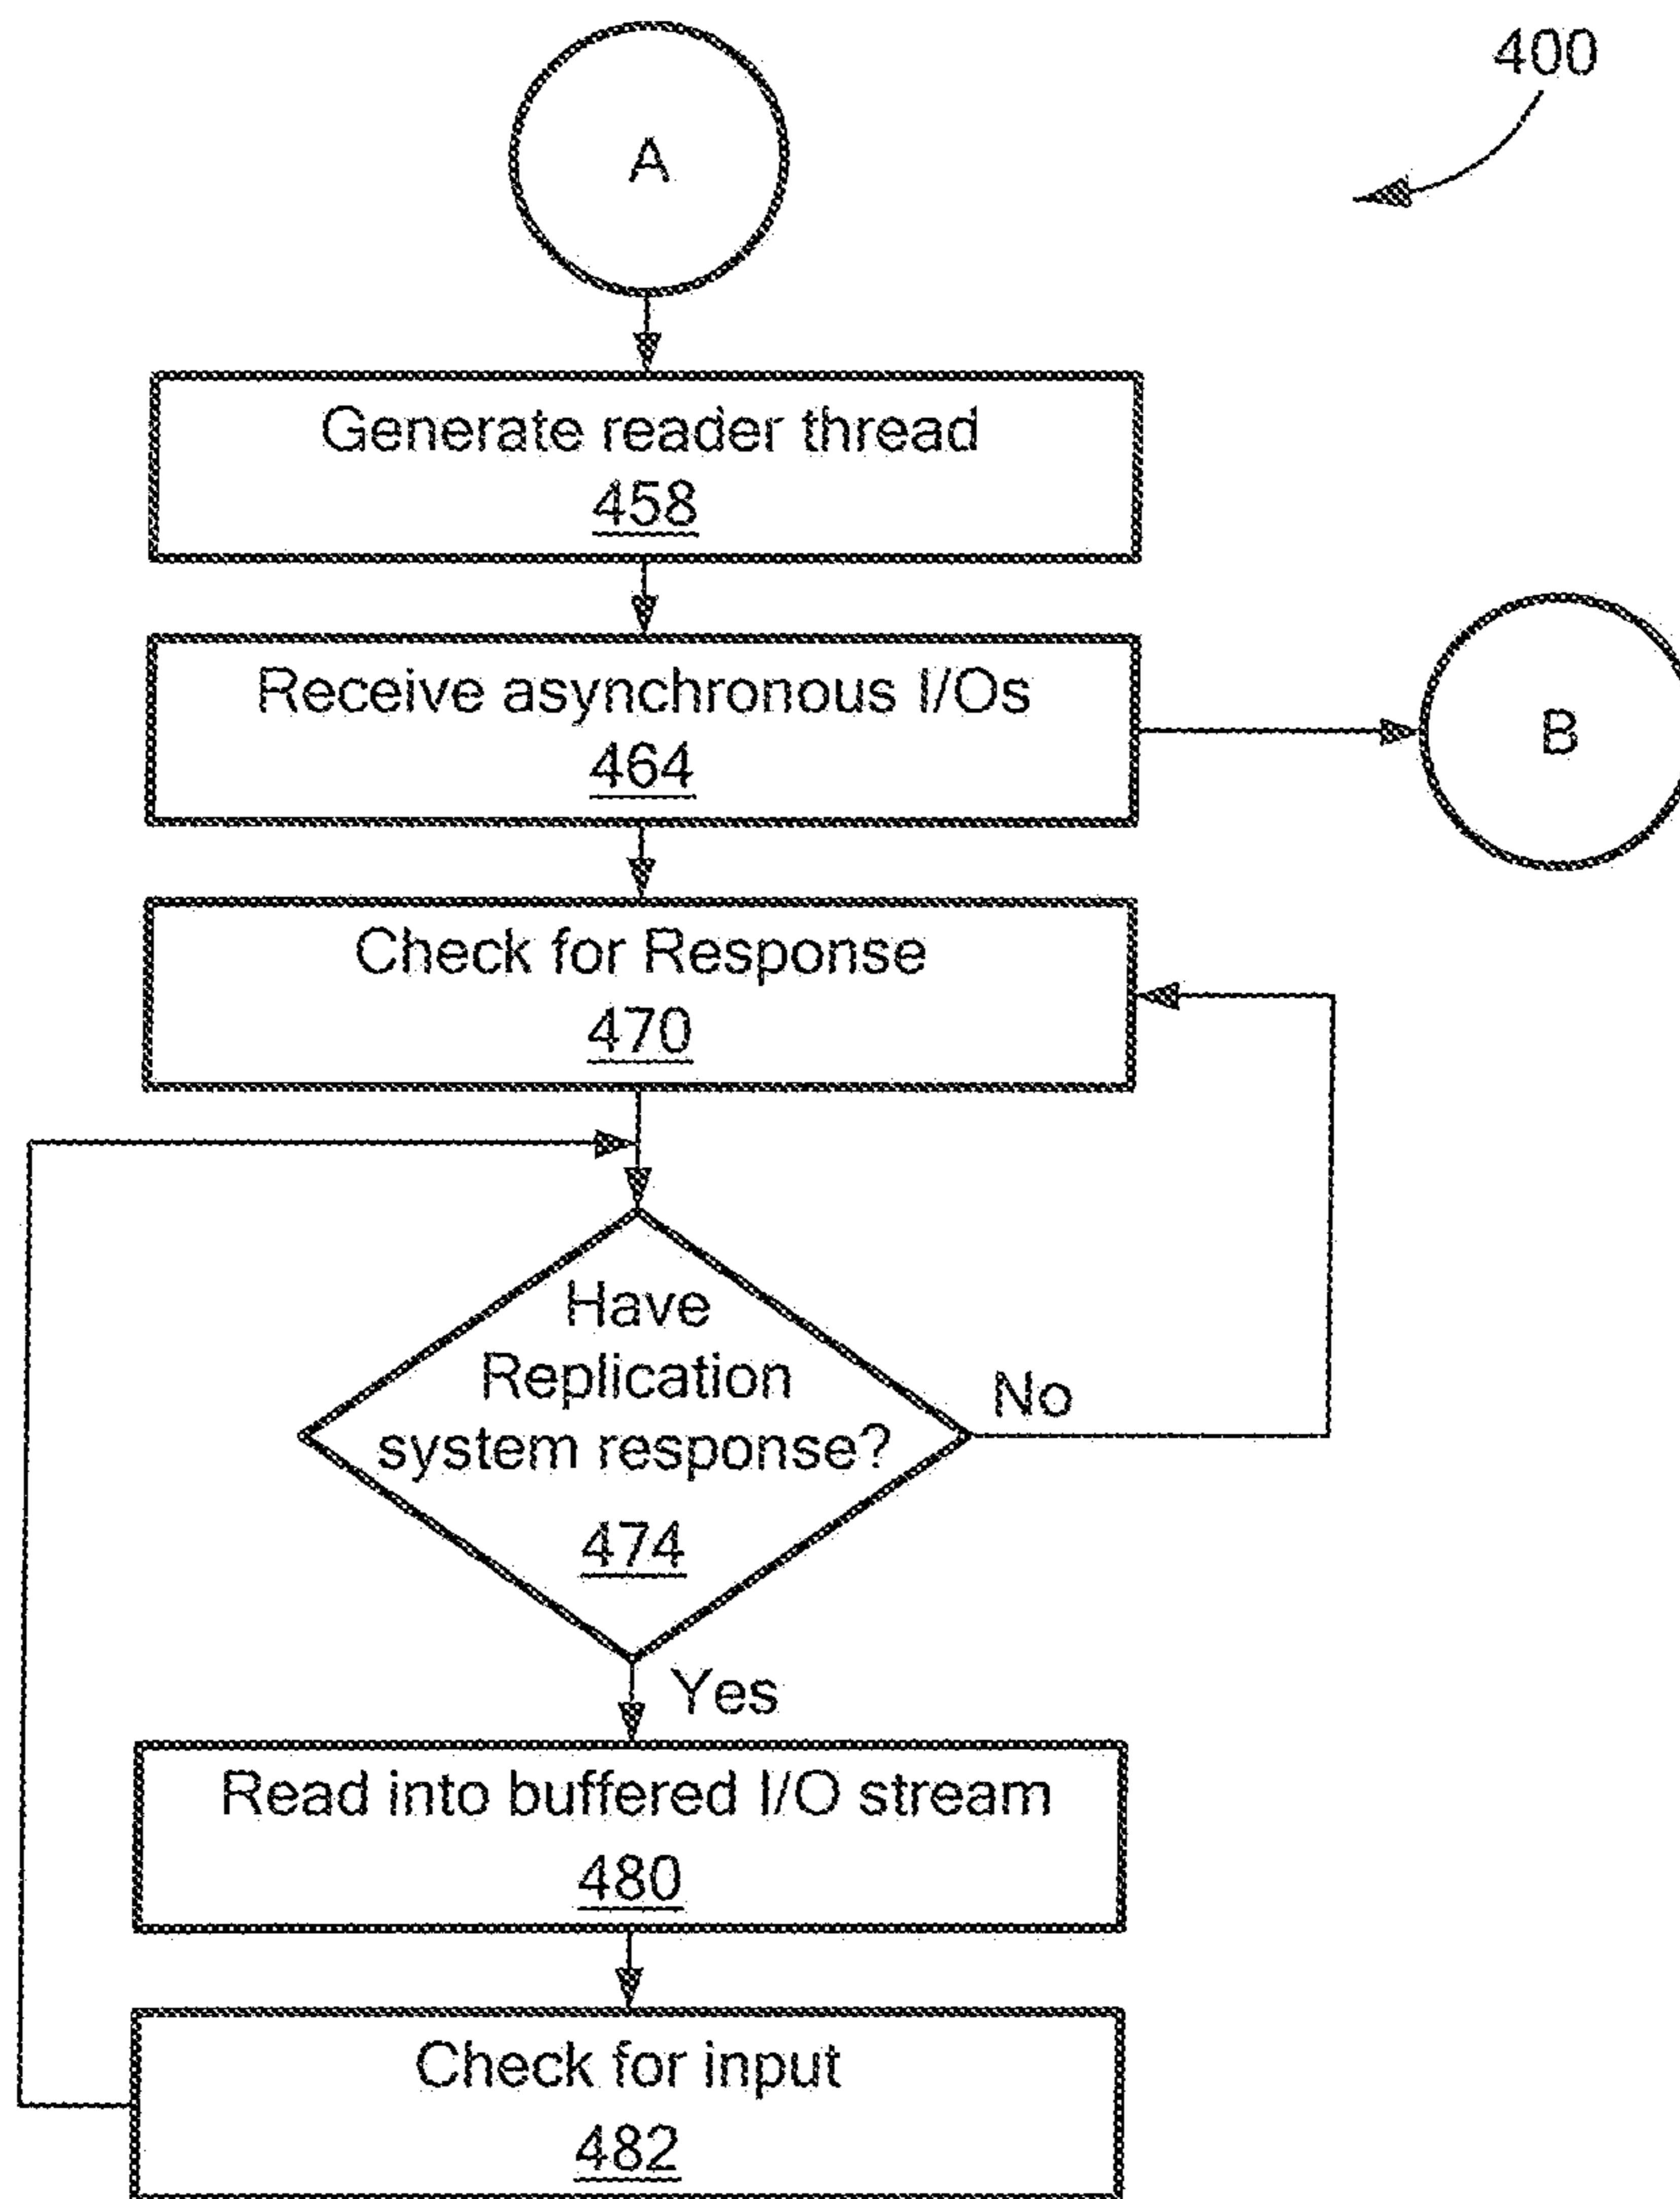 400
A
Generate reader thread
458
Receive asynchronous I/Os
464
B
Check for Response
470
Have
Replication
system response?
474
No
Yes
Read into buffered I/O stream
480
Check for input
482